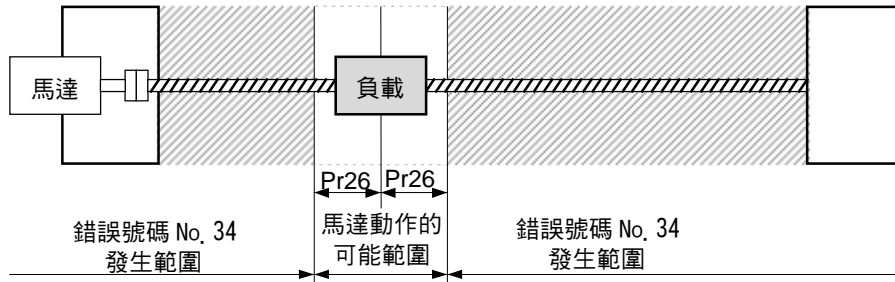 馬達
負載
Pr26
Pr26
錯誤號碼 No. 34
發生範圍
馬達動作的
可能範圍
錯誤號碼 No. 34
發生範圍